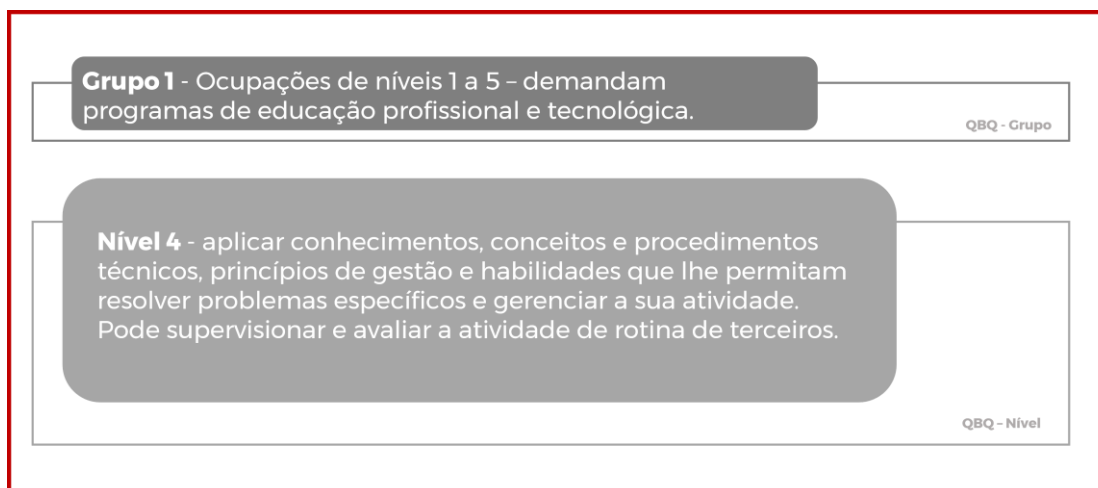 Grupo 1 - Ocupações de níveis 1 a 5 – demandam
programas de educação profissional e tecnológica.
QBQ - Grupo
Nível 4 - aplicar conhecimentos, conceitos e procedimentos
técnicos, princípios de gestão e habilidades que lhe permitam
resolver problemas específicos e gerenciar a sua atividade.
Pode supervisionar e avaliar a atividade de rotina de terceiros.
QBQ – Nível